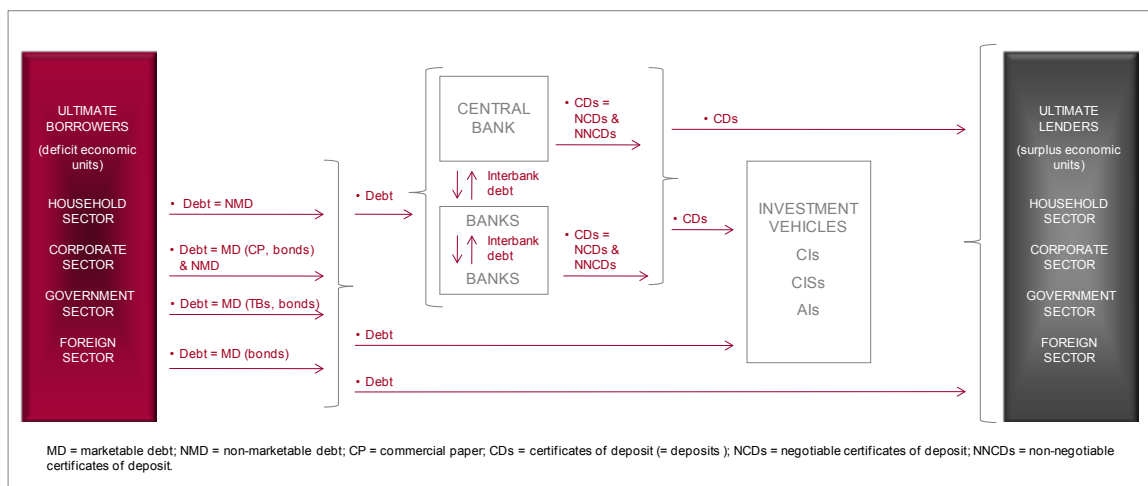 ULTIMATE
BORROWERS
(deficit economic
units)
HOUSEHOLD
SECTOR
CORPORATE
SECTOR
GOVERNMENT
SECTOR
FOREIGN
SECTOR
• Debt = NMD
• Debt = MD (CP, bonds)
& NMD
• Debt = MD (TBs, bonds)
• Debt = MD (bonds)
• Debt
• Debt
• Debt
CENTRAL
BANK
Interbank
debt
BANKS
Interbank
debt
BANKS
• CDs =
NCDs &
NNCDs
• CDs =
NCDs &
NNCDs
• CDs
• CDs
INVESTMENT
VEHICLES
CIs
CISs
AIs
ULTIMATE
LENDERS
(surplus economic
units)
HOUSEHOLD
SECTOR
CORPORATE
SECTOR
GOVERNMENT
SECTOR
FOREIGN
SECTOR
MD = marketable debt; NMD = non-marketable debt; CP = commercial paper; CDs = certificates of deposit (= deposits ); NCDs = negotiable certificates of deposit; NNCDs = non-negotiable
certificates of deposit.